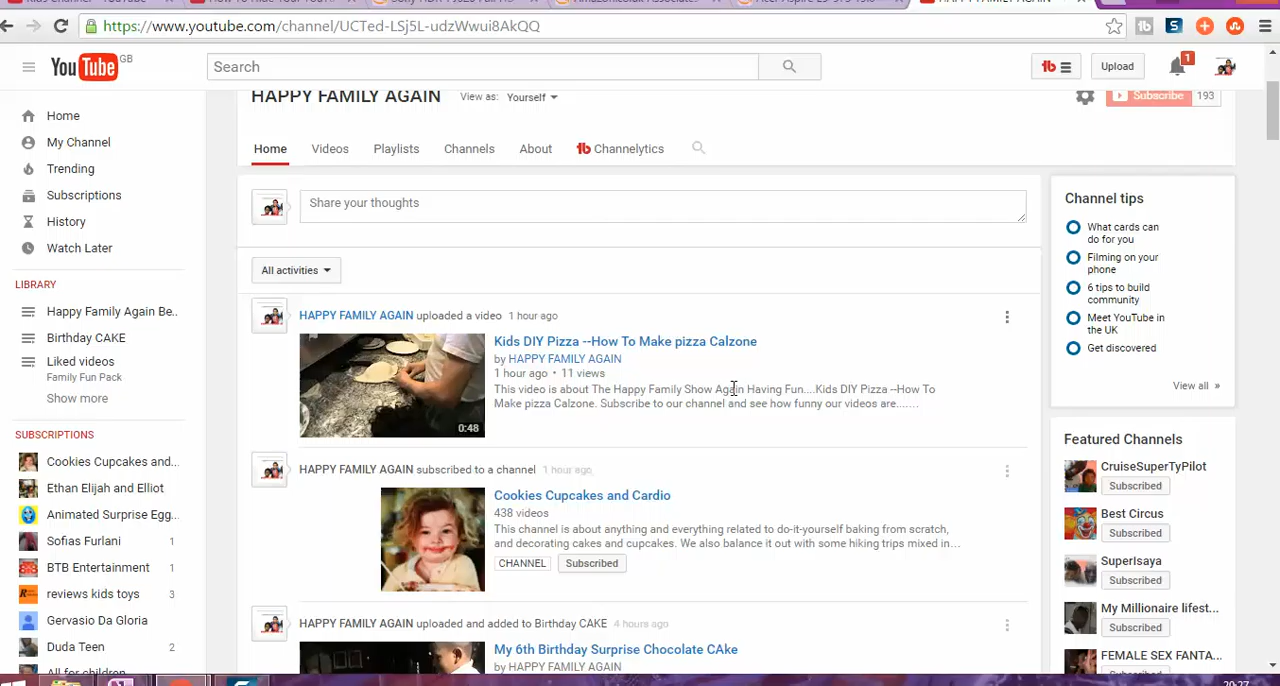 https://www.youtube.com/channel/UCTed-LSj5L-udzWwui8AkQQ
YouTube GB
Search
Upload
1
HAPPY FAMILY AGAIN
View as: Yourself
Subscribe 193
Home Videos Playlists Channels About Channelytics
Home
My Channel
Trending
Subscriptions
History
Watch Later
LIBRARY
Happy Family Again Be..
Birthday CAKE
Liked videos
Family Fun Pack
Show more
SUBSCRIPTIONS
Cookies Cupcakes and...
Ethan Elijah and Elliot
Animated Surprise Egg...
Sofias Furlani 1
BTB Entertainment 1
reviews kids toys 3
Gervasio Da Gloria
Duda Teen 2
All for children
Share your thoughts
All activities
HAPPY FAMILY AGAIN uploaded a video 1 hour ago
0:48
Kids DIY Pizza --How To Make pizza Calzone
by HAPPY FAMILY AGAIN
1 hour ago • 11 views
This video is about The Happy Family Show Again Having Fun....Kids DIY Pizza --How To
Make pizza Calzone. Subscribe to our channel and see how funny our videos are.......
HAPPY FAMILY AGAIN subscribed to a channel 1 hour ago
Cookies Cupcakes and Cardio
438 videos
This channel is about anything and everything related to do-it-yourself baking from scratch,
and decorating cakes and cupcakes. We also balance it out with some hiking trips mixed in...
CHANNEL Subscribed
HAPPY FAMILY AGAIN uploaded and added to Birthday CAKE 4 hours ago
My 6th Birthday Surprise Chocolate CAke
by HAPPY FAMILY AGAIN
Channel tips
What cards can
do for you
Filming on your
phone
6 tips to build
community
Meet YouTube in
the UK
Get discovered
View all »
Featured Channels
CruiseSuperTyPilot
Subscribed
Best Circus
Subscribed
SuperIsaya
Subscribed
My Millionaire lifest...
Subscribed
FEMALE SEX FANTA...
Subscribed
20:27